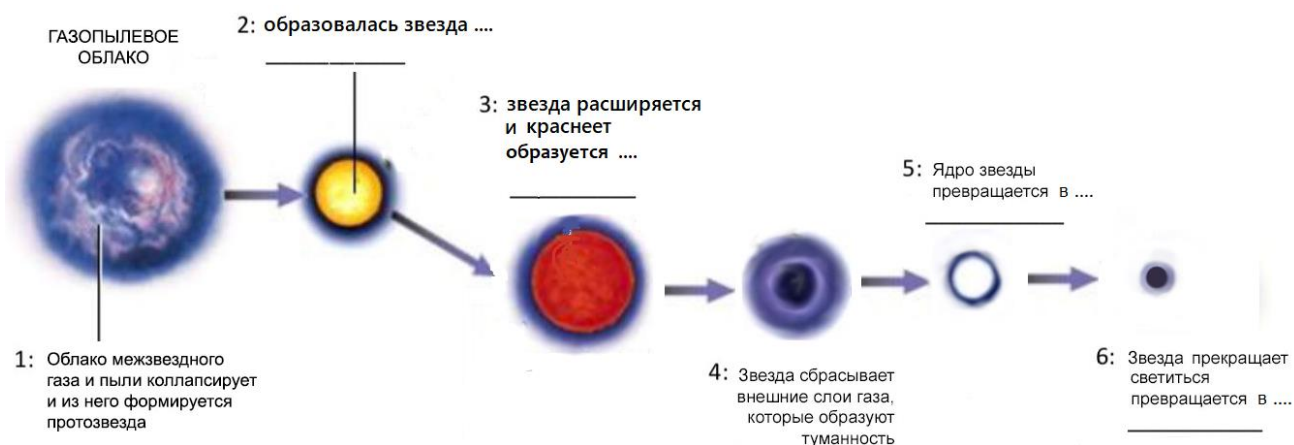 ГАЗОПЫЛЕВОЕ
ОБЛАКО
2: образовалась звезда ....
3: звезда расширяется
и краснеет
образуется ....
5: Ядро звезды
превращается в ....
1: Облако межзвездного
газа и пыли коллапсирует
и из него формируется
протозвезда
4: Звезда сбрасывает
внешние слои газа,
которые образуют
туманность
6: Звезда прекращает
светиться
превращается в ....